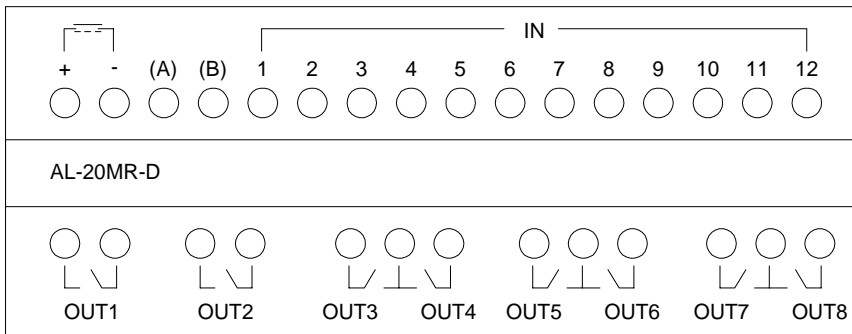 IN
+ - (A) (B) 1 2 3 4 5 6 7 8 9 10 11 12
AL-20MR-D
OUT1 OUT2 OUT3 OUT4 OUT5 OUT6 OUT7 OUT8